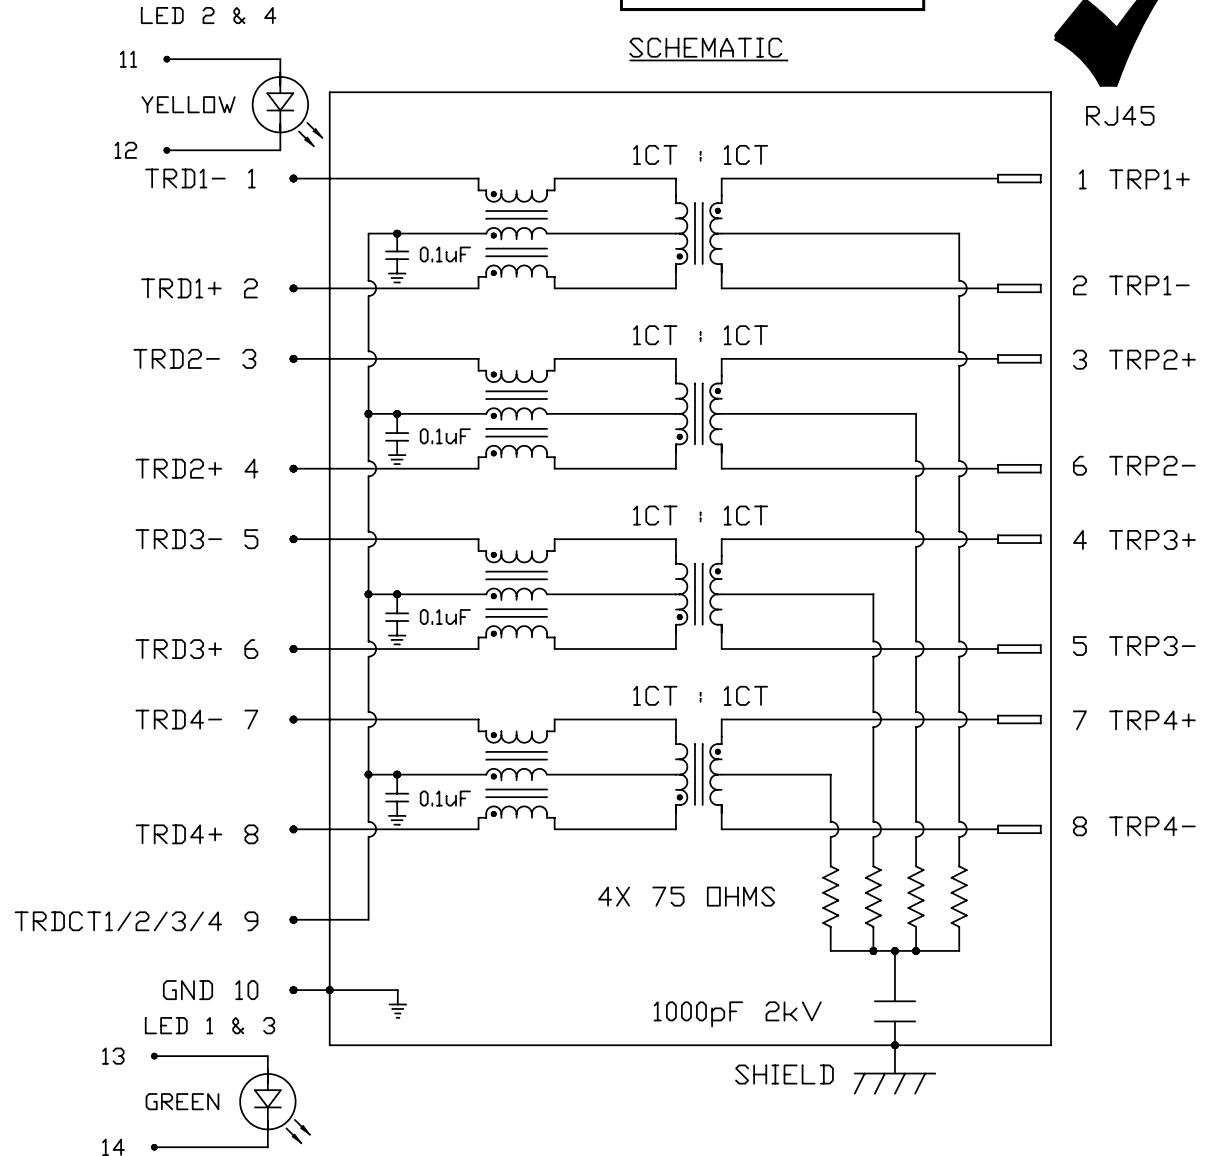 LED 2 & 4
SCHEMATIC
11
YELLOW
12
RJ45
1CT : 1CT
TRD1- 1
1 TRP1+
0.1uF
TRD1+ 2
2 TRP1-
1CT : 1CT
TRD2- 3
3 TRP2+
0.1uF
TRD2+ 4
6 TRP2-
1CT : 1CT
TRD3- 5
4 TRP3+
0.1uF
TRD3+ 6
5 TRP3-
1CT : 1CT
TRD4- 7
7 TRP4+
0.1uF
TRD4+ 8
8 TRP4-
4X 75 OHMS
TRDCT1/2/3/4 9
GND 10
1000pF 2kV
LED 1 & 3
13
SHIELD
GREEN
14